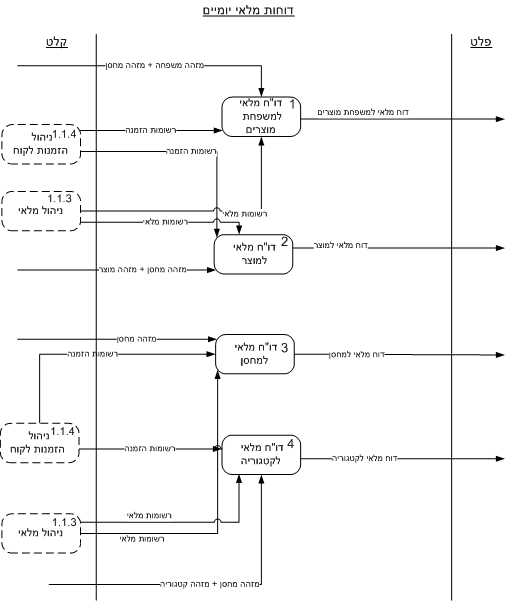 דוחות מלאי יומיים
קלט
פלט
מזהה משפחה + מזהה מחסן
1
דו"ח מלאי
למשפחת
מוצרים
דוח מלאי למשפחת מוצרים
1.1.4
ניהול
הזמנות לקוח
רשומות הזמנה
רשומות הזמנה
1.1.3
ניהול מלאי
רשומות מלאי
רשומות מלאי
2
דו"ח מלאי
למוצר
דוח מלאי למוצר
מזהה מחסן + מזהה מוצר
מזהה מחסן
רשומות הזמנה
3
דו"ח מלאי
למחסן
דוח מלאי למחסן
1.1.4
ניהול
הזמנות לקוח
רשומות הזמנה
4
דו"ח מלאי
לקטגוריה
דוח מלאי לקטגוריה
1.1.3
ניהול מלאי
רשומות מלאי
רשומות מלאי
מזהה מחסן + מזהה קטגוריה